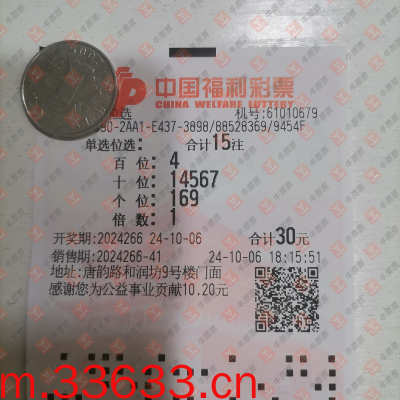 中国福利彩票
CHINA WELFARE LOTTERY
选 机号:61010679
-2AA1-E437-3898/88528369/9454F
单选位选: 合计15注
百 位: 4
十 位: 14567
个 位: 169
倍 数: 1
开奖期:2024266 24-10-06 合计30元
销售期:2024266-41 24-10-06 18:15:51
地址:唐韵路和润坊9号楼门面
感谢您为公益事业贡献10.20元
m.33633.cn